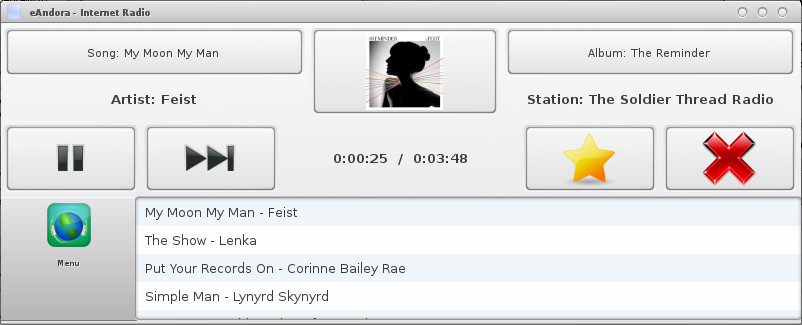 eAndora - Internet Radio
Song: My Moon My Man
THE REMINDER FEIST
Album: The Reminder
Artist: Feist
Station: The Soldier Thread Radio
0:00:25 / 0:03:48
My Moon My Man - Feist
Menu
The Show - Lenka
Put Your Records On - Corinne Bailey Rae
Simple Man - Lynyrd Skynyrd